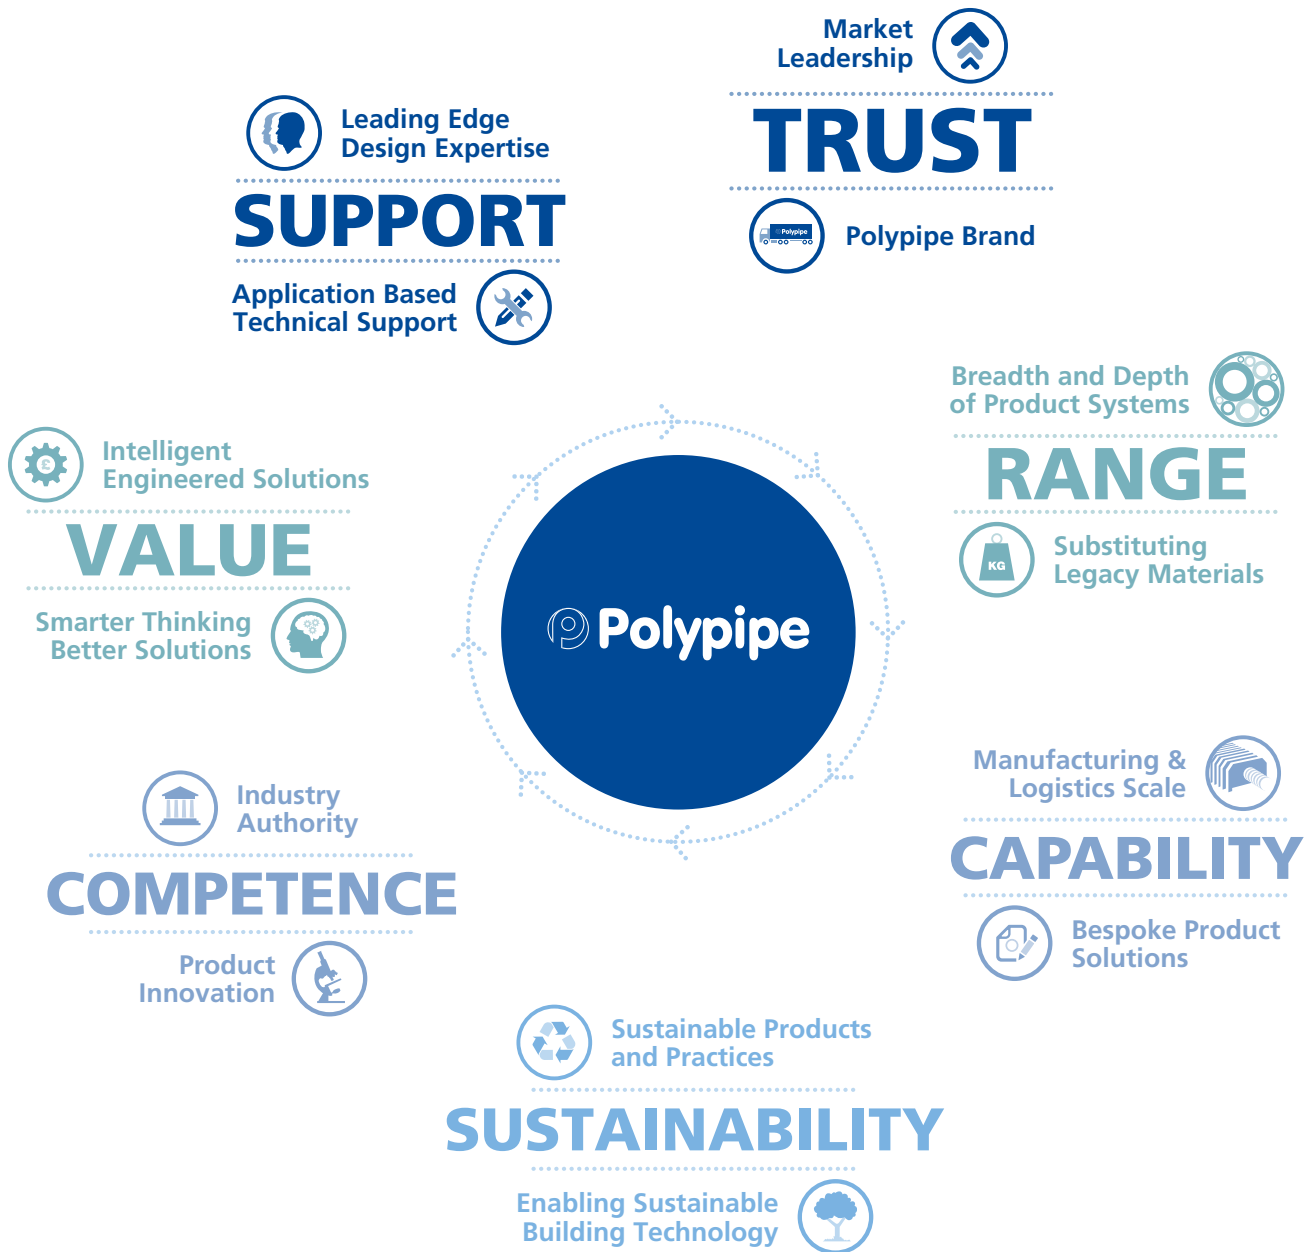 Market
Leadership
TRUST
Polypipe
Polypipe Brand
Leading Edge
Design Expertise
SUPPORT
Application Based
Technical Support
Breadth and Depth
of Product Systems
RANGE
KG
Substituting
Legacy Materials
£
Intelligent
Engineered Solutions
VALUE
Smarter Thinking
Better Solutions
Polypipe
Manufacturing &
Logistics Scale
CAPABILITY
Bespoke Product
Solutions
Industry
Authority
COMPETENCE
Product
Innovation
Sustainable Products
and Practices
SUSTAINABILITY
Enabling Sustainable
Building Technology